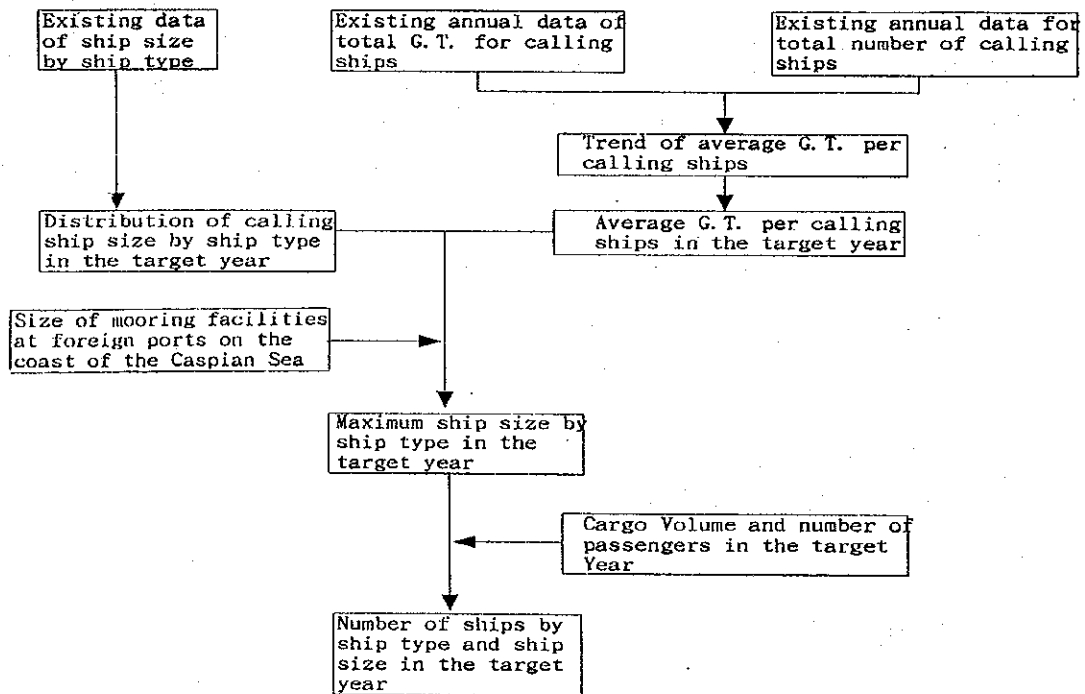 Existing data
of ship size
by ship type
Existing annual data of
total G.T. for calling
ships
Existing annual data for
total number of calling
ships
Trend of average G.T. per
calling ships
Distribution of calling
ship size by ship type
in the target year
Average G.T. per calling
ships in the target year
Size of mooring facilities
at foreign ports on the
coast of the Caspian Sea
Maximum ship size by
ship type in the
target year
Cargo Volume and number of
passengers in the target
Year
Number of ships by
ship type and ship
size in the target
year